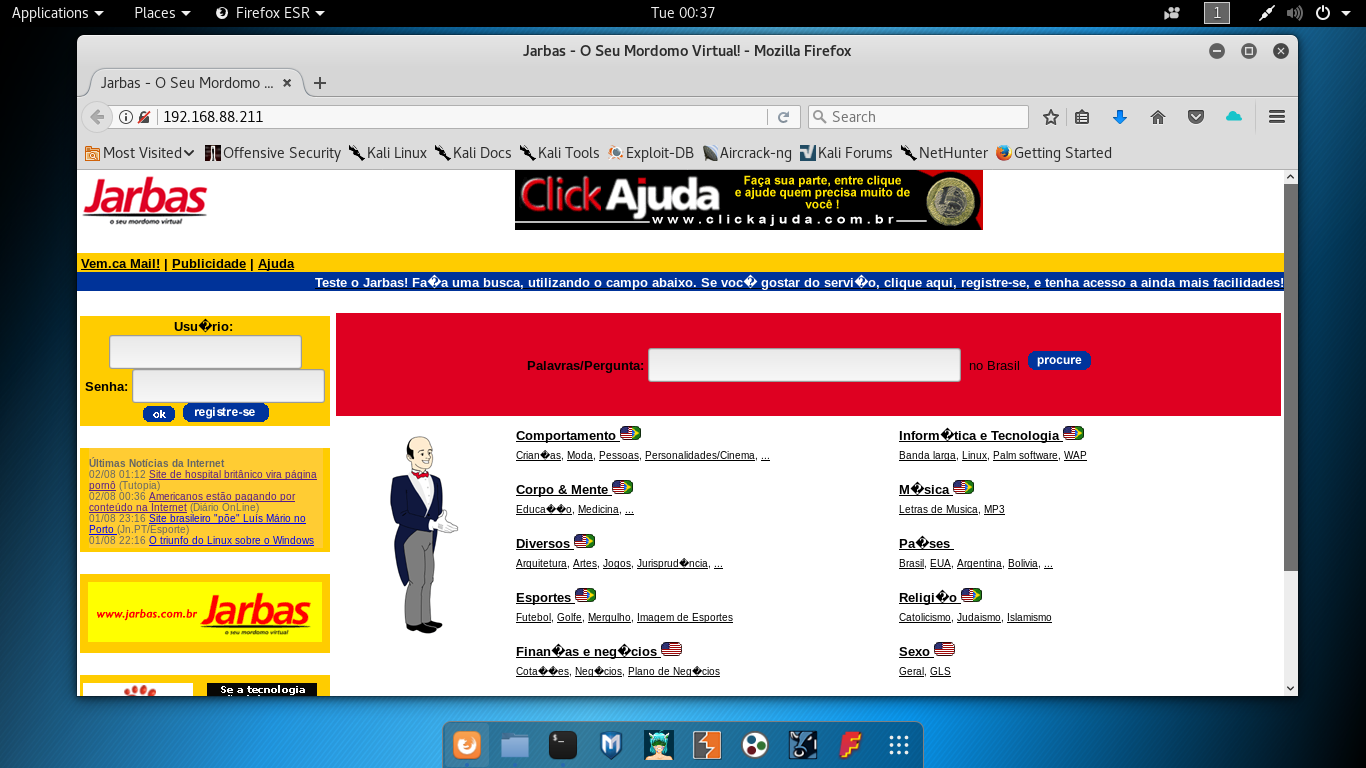 Applications Places Firefox ESR Tue 00:37 1
Jarbas - O Seu Mordomo Virtual! - Mozilla Firefox
Jarbas - O Seu Mordomo ...
192.168.88.211 Search
Most Visited Offensive Security Kali Linux Kali Docs Kali Tools Exploit-DB Aircrack-ng Kali Forums NetHunter Getting Started
Jarbas
o seu mordomo virtual
ClickAjuda
Faça sua parte, entre clique
e ajude quem precisa muito de
você !
www.clickajuda.com.br
Vem.ca Mail! | Publicidade | Ajuda
Teste o Jarbas! Fa�a uma busca, utilizando o campo abaixo. Se voc� gostar do servi�o, clique aqui, registre-se, e tenha acesso a ainda mais facilidades!
Usu�rio:
Senha:
ok registre-se
Palavras/Pergunta: no Brasil procure
Últimas Notícias da Internet
02/08 01:12 Site de hospital britânico vira página
pornô (Tutopia)
02/08 00:36 Americanos estão pagando por
conteúdo na Internet (Diário OnLine)
01/08 23:16 Site brasileiro "põe" Luís Mário no
Porto (Jn.PT/Esporte)
01/08 22:16 O triunfo do Linux sobre o Windows
www.jarbas.com.br Jarbas
o seu mordomo virtual
Se a tecnologia
Comportamento
Crian�as, Moda, Pessoas, Personalidades/Cinema, ...
Corpo & Mente
Educa��o, Medicina, ...
Diversos
Arquitetura, Artes, Jogos, Jurisprud�ncia, ...
Esportes
Futebol, Golfe, Mergulho, Imagem de Esportes
Finan�as e neg�cios
Cota��es, Neg�cios, Plano de Neg�cios
Inform�tica e Tecnologia
Banda larga, Linux, Palm software, WAP
M�sica
Letras de Musica, MP3
Pa�ses
Brasil, EUA, Argentina, Bolivia, ...
Religi�o
Catolicismo, Judaismo, Islamismo
Sexo
Geral, GLS